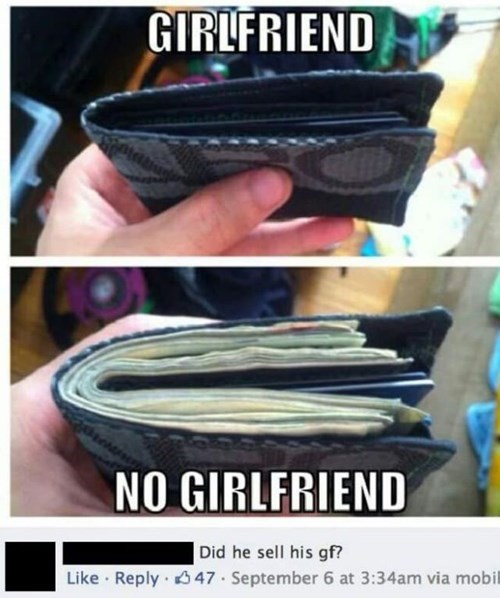 GIRLFRIEND
NO GIRLFRIEND
Did he sell his gf?
Like · Reply · 47 · September 6 at 3:34am via mobil